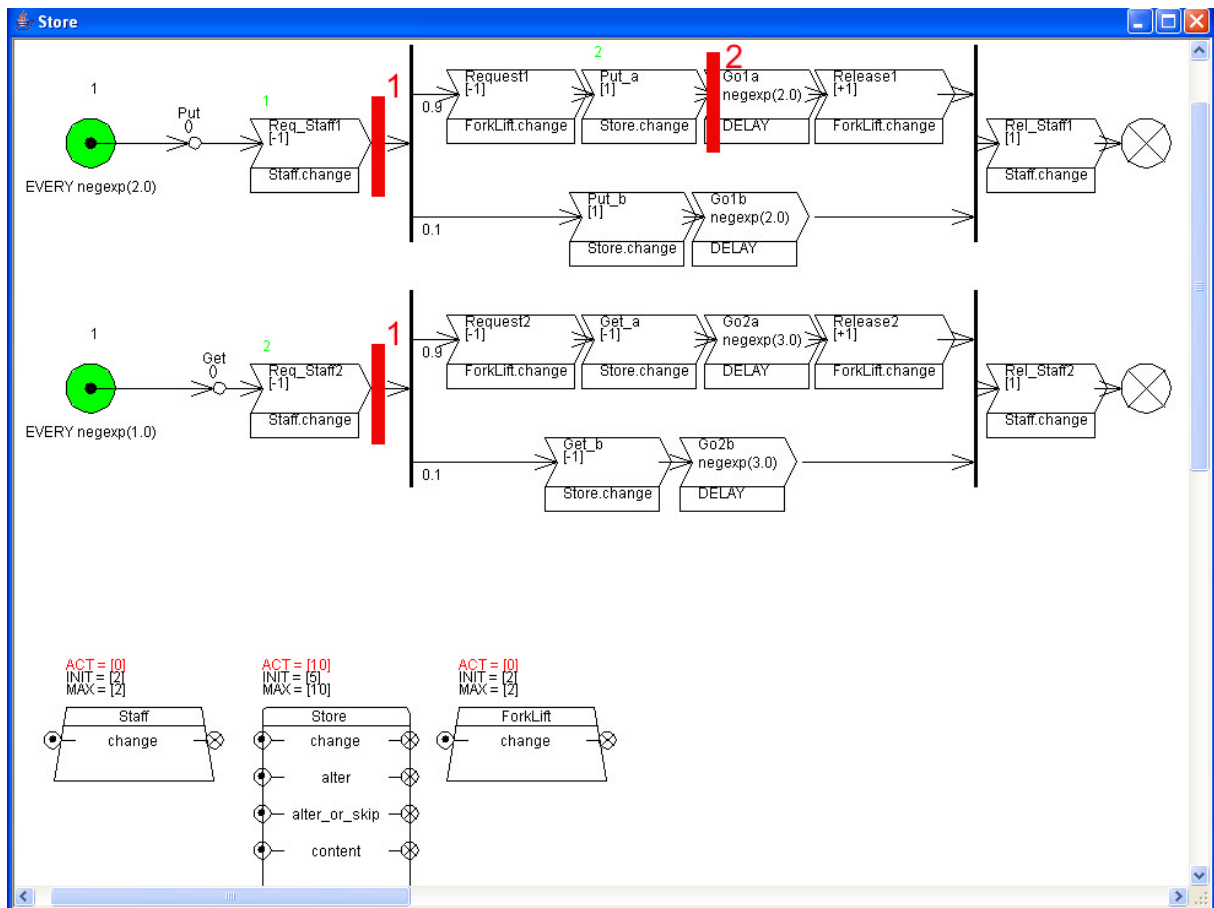 Store
2
2
1
1
1
Request1
[-1]
ForkLift.change
Put_a
[1]
Store.change
Go1a
negexp(2.0)
DELAY
Release1
[+1]
ForkLift.change
0.9
Put
0
Req_Staff1
[-1]
Staff.change
Rel_Staff1
[1]
Staff.change
EVERY negexp(2.0)
Put_b
[1]
Store.change
Go1b
negexp(2.0)
DELAY
0.1
1
2
1
Request2
[-1]
ForkLift.change
Get_a
[-1]
Store.change
Go2a
negexp(3.0)
DELAY
Release2
[+1]
ForkLift.change
0.9
Get
0
Req_Staff2
[-1]
Staff.change
Rel_Staff2
[1]
Staff.change
EVERY negexp(1.0)
Get_b
[-1]
Store.change
Go2b
negexp(3.0)
DELAY
0.1
ACT = [0]
INIT = [2]
MAX = [2]
Staff
change
ACT = [10]
INIT = [5]
MAX = [10]
Store
change
alter
alter_or_skip
content
ACT = [0]
INIT = [2]
MAX = [2]
ForkLift
change